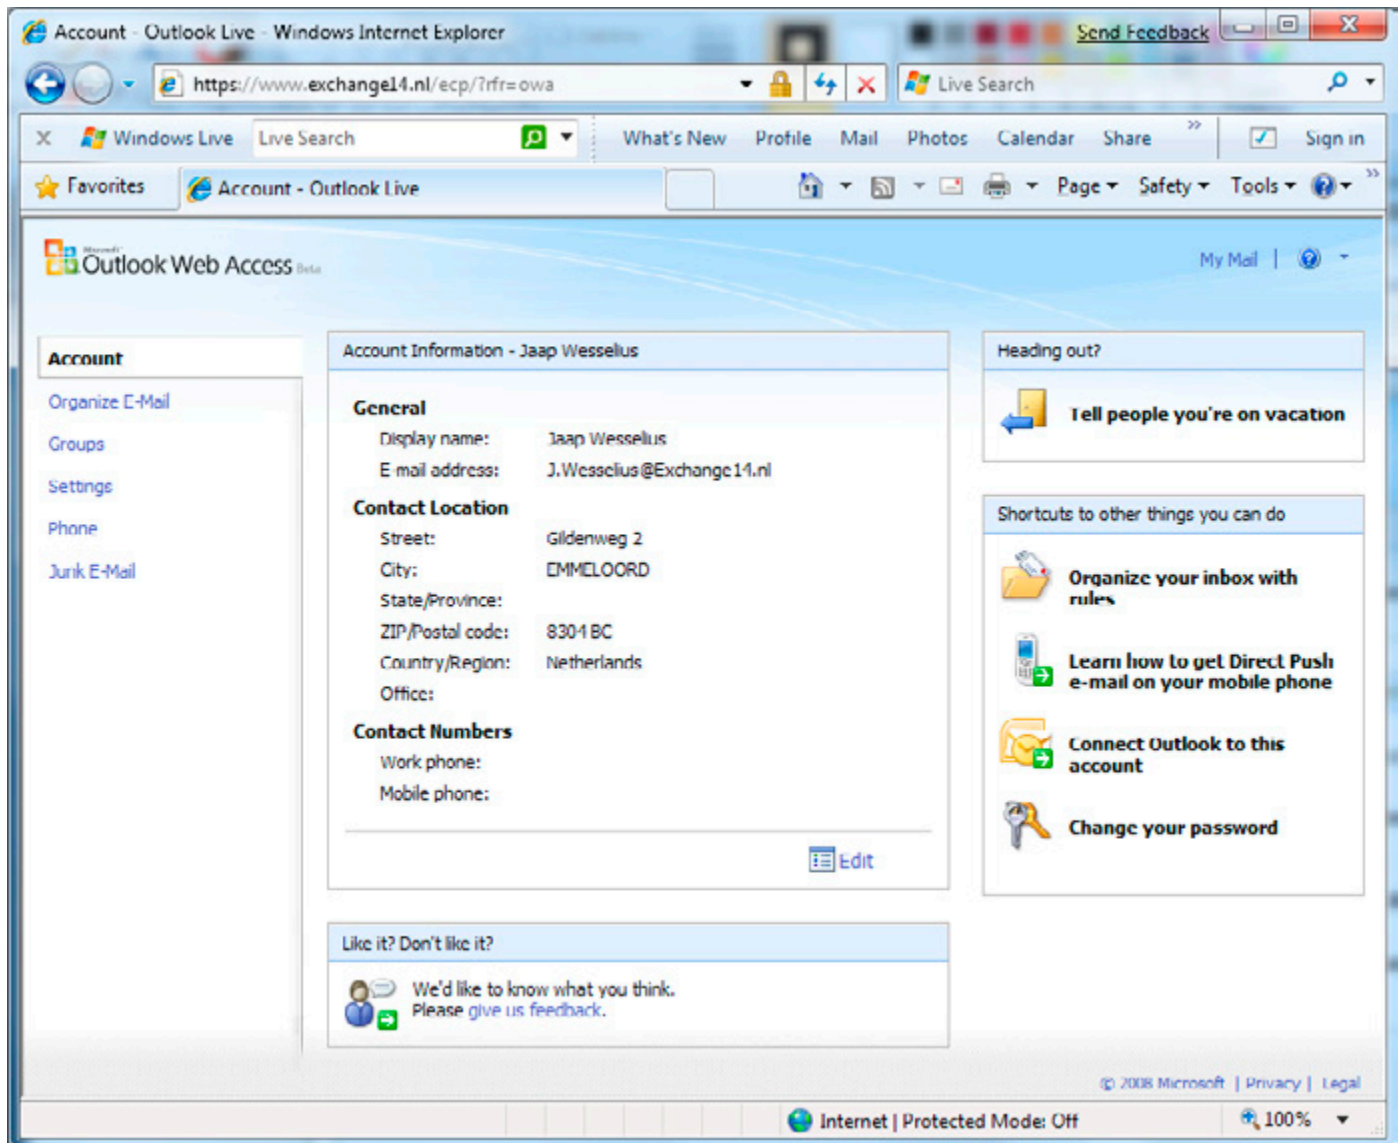 Account - Outlook Live - Windows Internet Explorer
Send Feedback
https://www.exchange14.nl/ecp/?rfr=owa
Live Search
X Windows Live Live Search What's New Profile Mail Photos Calendar Share >> Sign in
Favorites Account - Outlook Live Page Safety Tools >>
Microsoft
Outlook Web Access Beta
My Mail |
Account
Organize E-Mail
Groups
Settings
Phone
Junk E-Mail
Account Information - Jaap Wesselius
General
Display name: Jaap Wesselius
E-mail address: J.Wesselius@Exchange14.nl
Contact Location
Street: Gildenweg 2
City: EMMELOORD
State/Province:
ZIP/Postal code: 8304 BC
Country/Region: Netherlands
Office:
Contact Numbers
Work phone:
Mobile phone:
Edit
Like it? Don't like it?
We'd like to know what you think.
Please give us feedback.
Heading out?
Tell people you're on vacation
Shortcuts to other things you can do
Organize your inbox with
rules
Learn how to get Direct Push
e-mail on your mobile phone
Connect Outlook to this
account
Change your password
© 2008 Microsoft | Privacy | Legal
Internet | Protected Mode: Off 100%